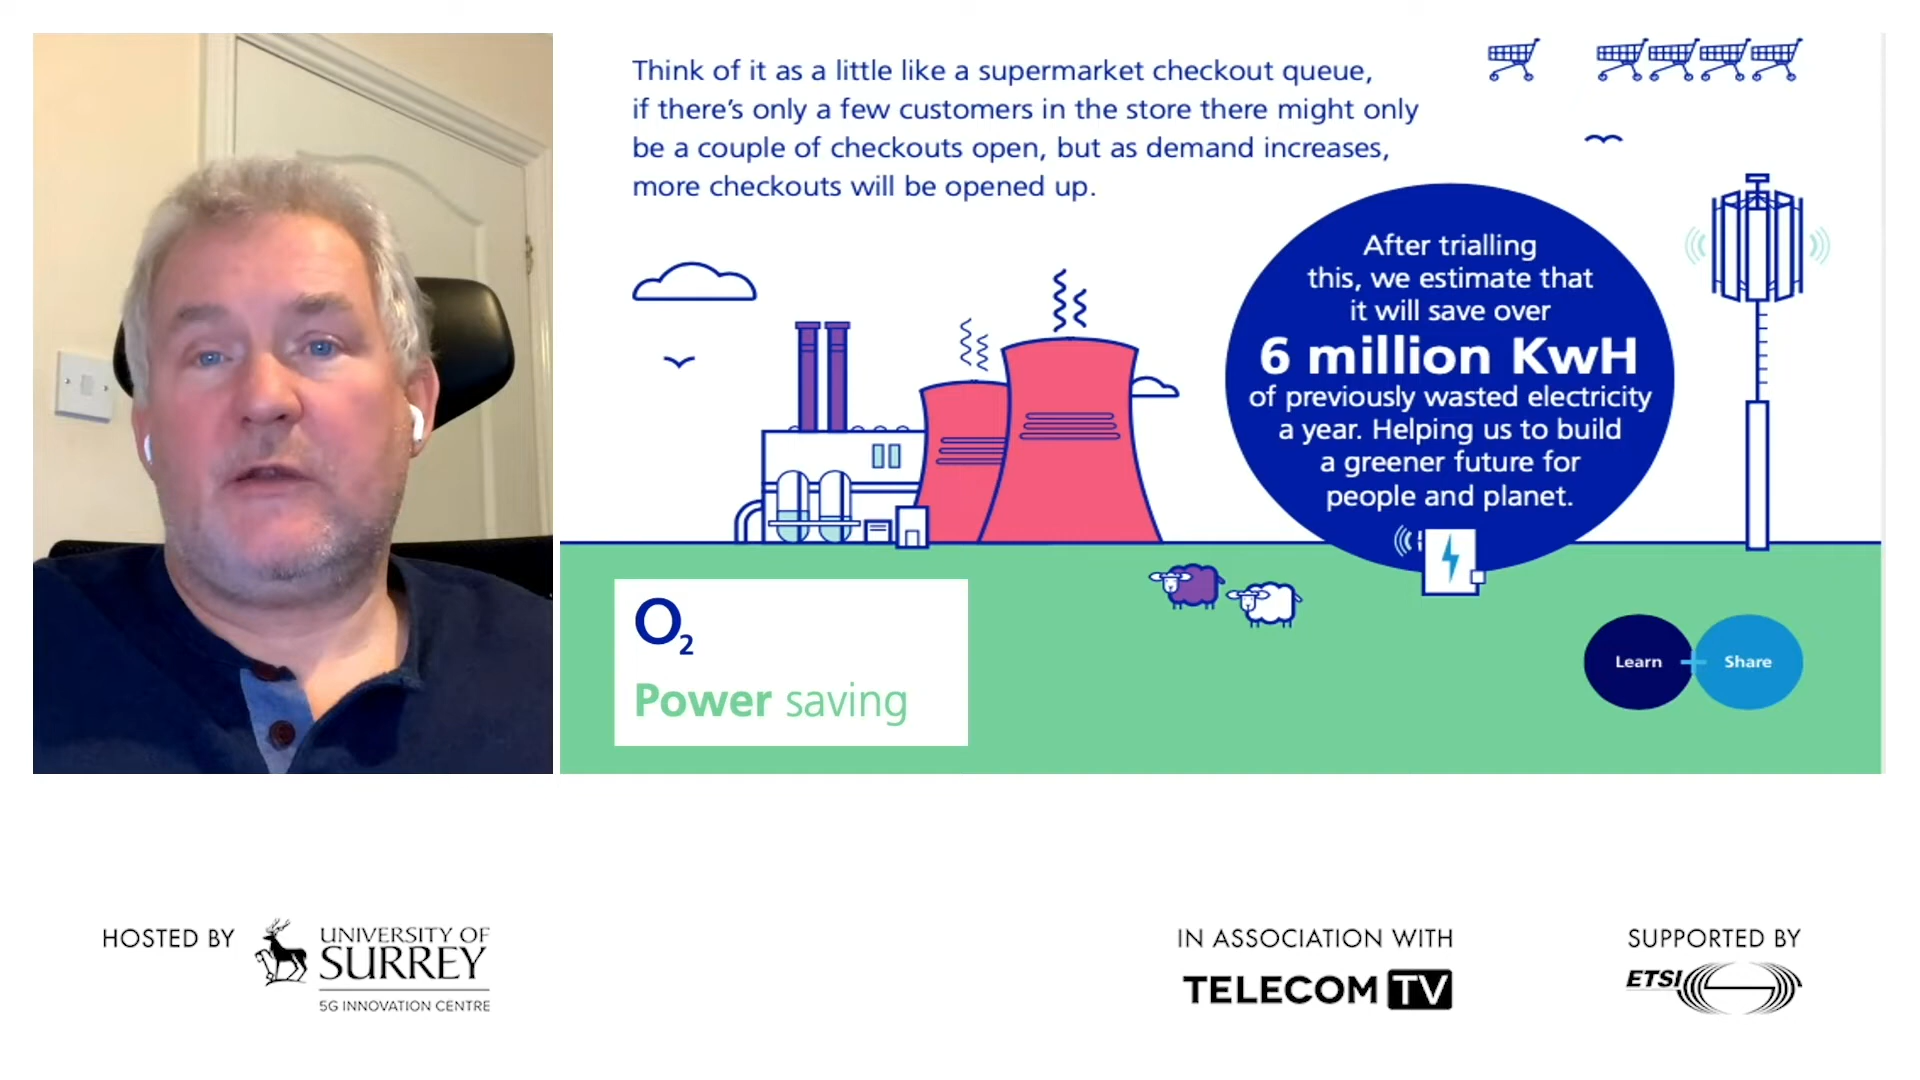 Think of it as a little like a supermarket checkout queue,
if there's only a few customers in the store there might only
be a couple of checkouts open, but as demand increases,
more checkouts will be opened up.
After trialling
this, we estimate that
it will save over
6 million KwH
of previously wasted electricity
a year. Helping us to build
a greener future for
people and planet.
O2
Power saving
Learn + Share
HOSTED BY
UNIVERSITY OF
SURREY
5G INNOVATION CENTRE
IN ASSOCIATION WITH
TELECOM TV
SUPPORTED BY
ETSI